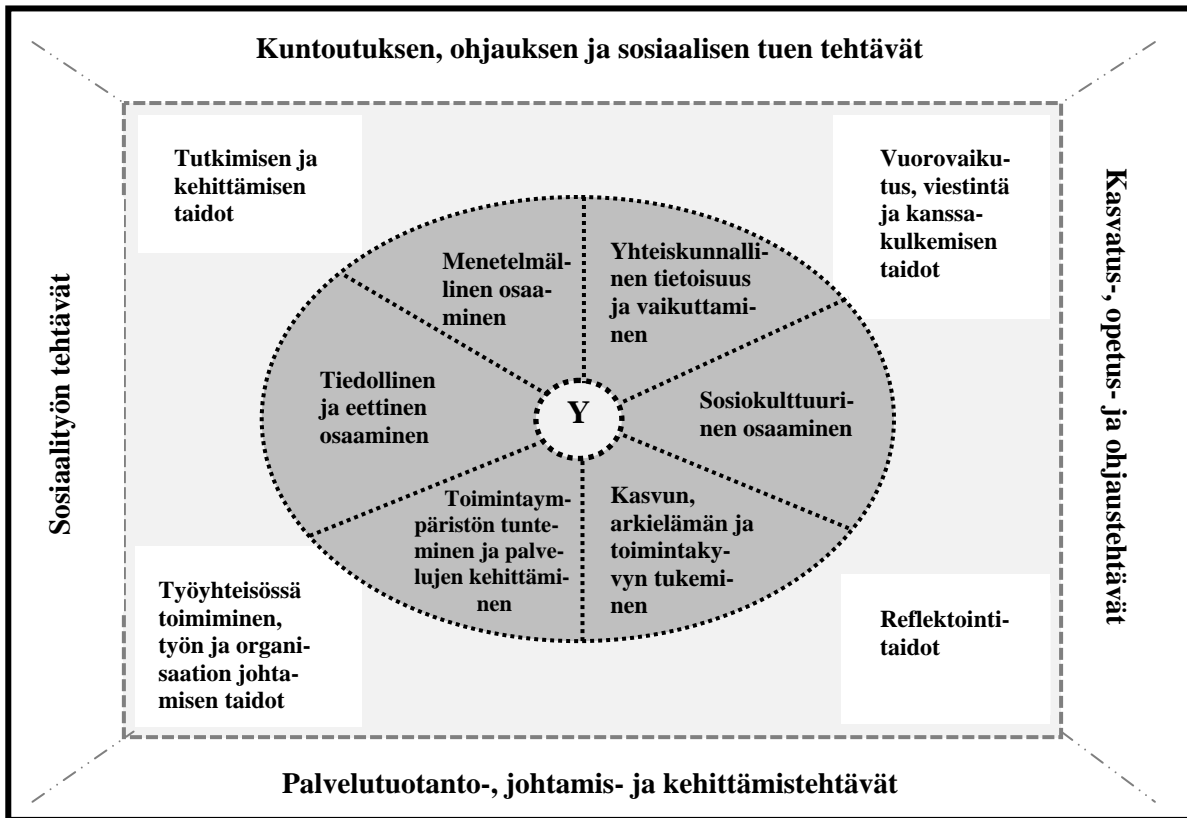 Kuntoutuksen, ohjauksen ja sosiaalisen tuen tehtävät
Tutkimisen ja
kehittämisen
taidot
Vuorovaiku-
tus, viestintä
ja kanssa-
kulkemisen
taidot
Menetelmäl-
linen osaa-
minen
Yhteiskunnalli-
nen tietoisuus
ja vaikuttami-
nen
Sosiaalityön tehtävät
Kasvatus-, opetus- ja ohjaustehtävät
Tiedollinen
ja eettinen
osaaminen
Y
Sosiokulttuuri-
nen osaaminen
Toimintaym-
päristön tunte-
minen ja palve-
lujen kehittämi-
nen
Kasvun,
arkielämän ja
toimintaky-
vyn tukemi-
nen
Työyhteisössä
toimiminen,
työn ja organi-
saation johta-
misen taidot
Reflektointi-
taidot
Palvelutuotanto-, johtamis- ja kehittämistehtävät